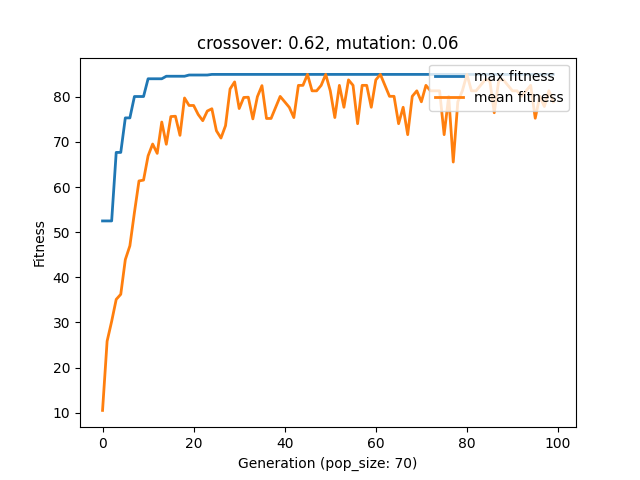 crossover: 0.62, mutation: 0.06
max fitness
mean fitness
Fitness
80
70
60
50
40
30
20
10
0
20
40
60
80
100
Generation (pop_size: 70)